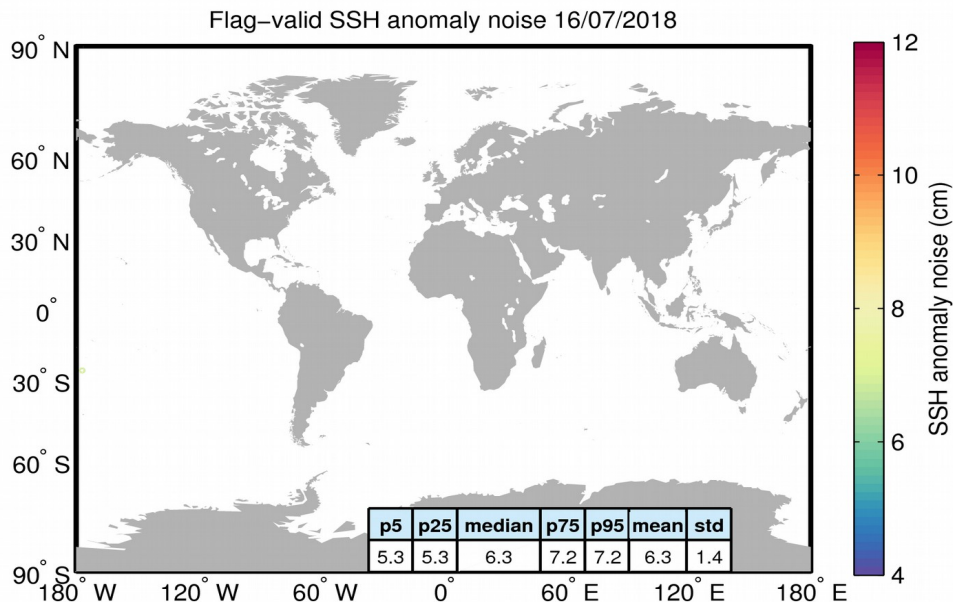 Flag−valid SSH anomaly noise 16/07/2018
90° N
60° N
30° N
0°
30° S
60° S
90° S
180° W
120° W
60° W
0°
60° E
120° E
180° E
p5 p25 median p75 p95 mean std
5.3 5.3 6.3 7.2 7.2 6.3 1.4
12
10
8
6
4
SSH anomaly noise (cm)